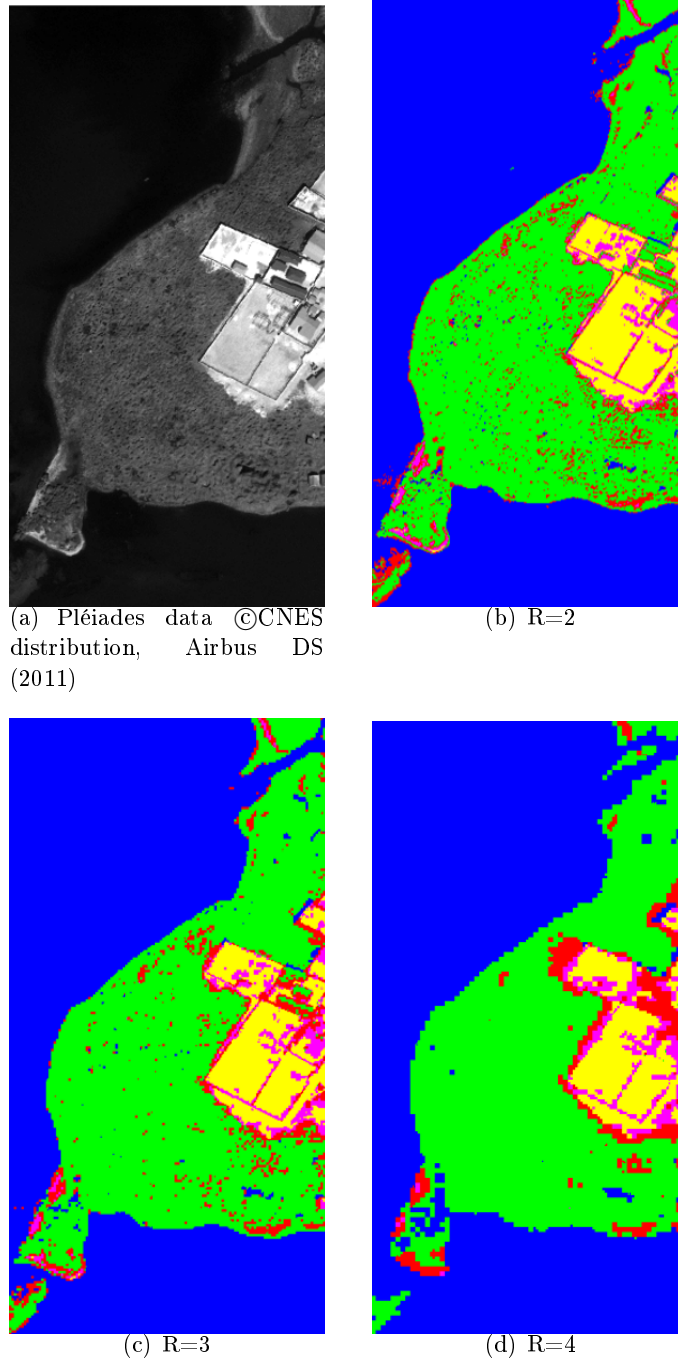 (a) Pléiades data ©CNES
distribution, Airbus DS
(2011)
(b) R=2
(c) R=3
(d) R=4